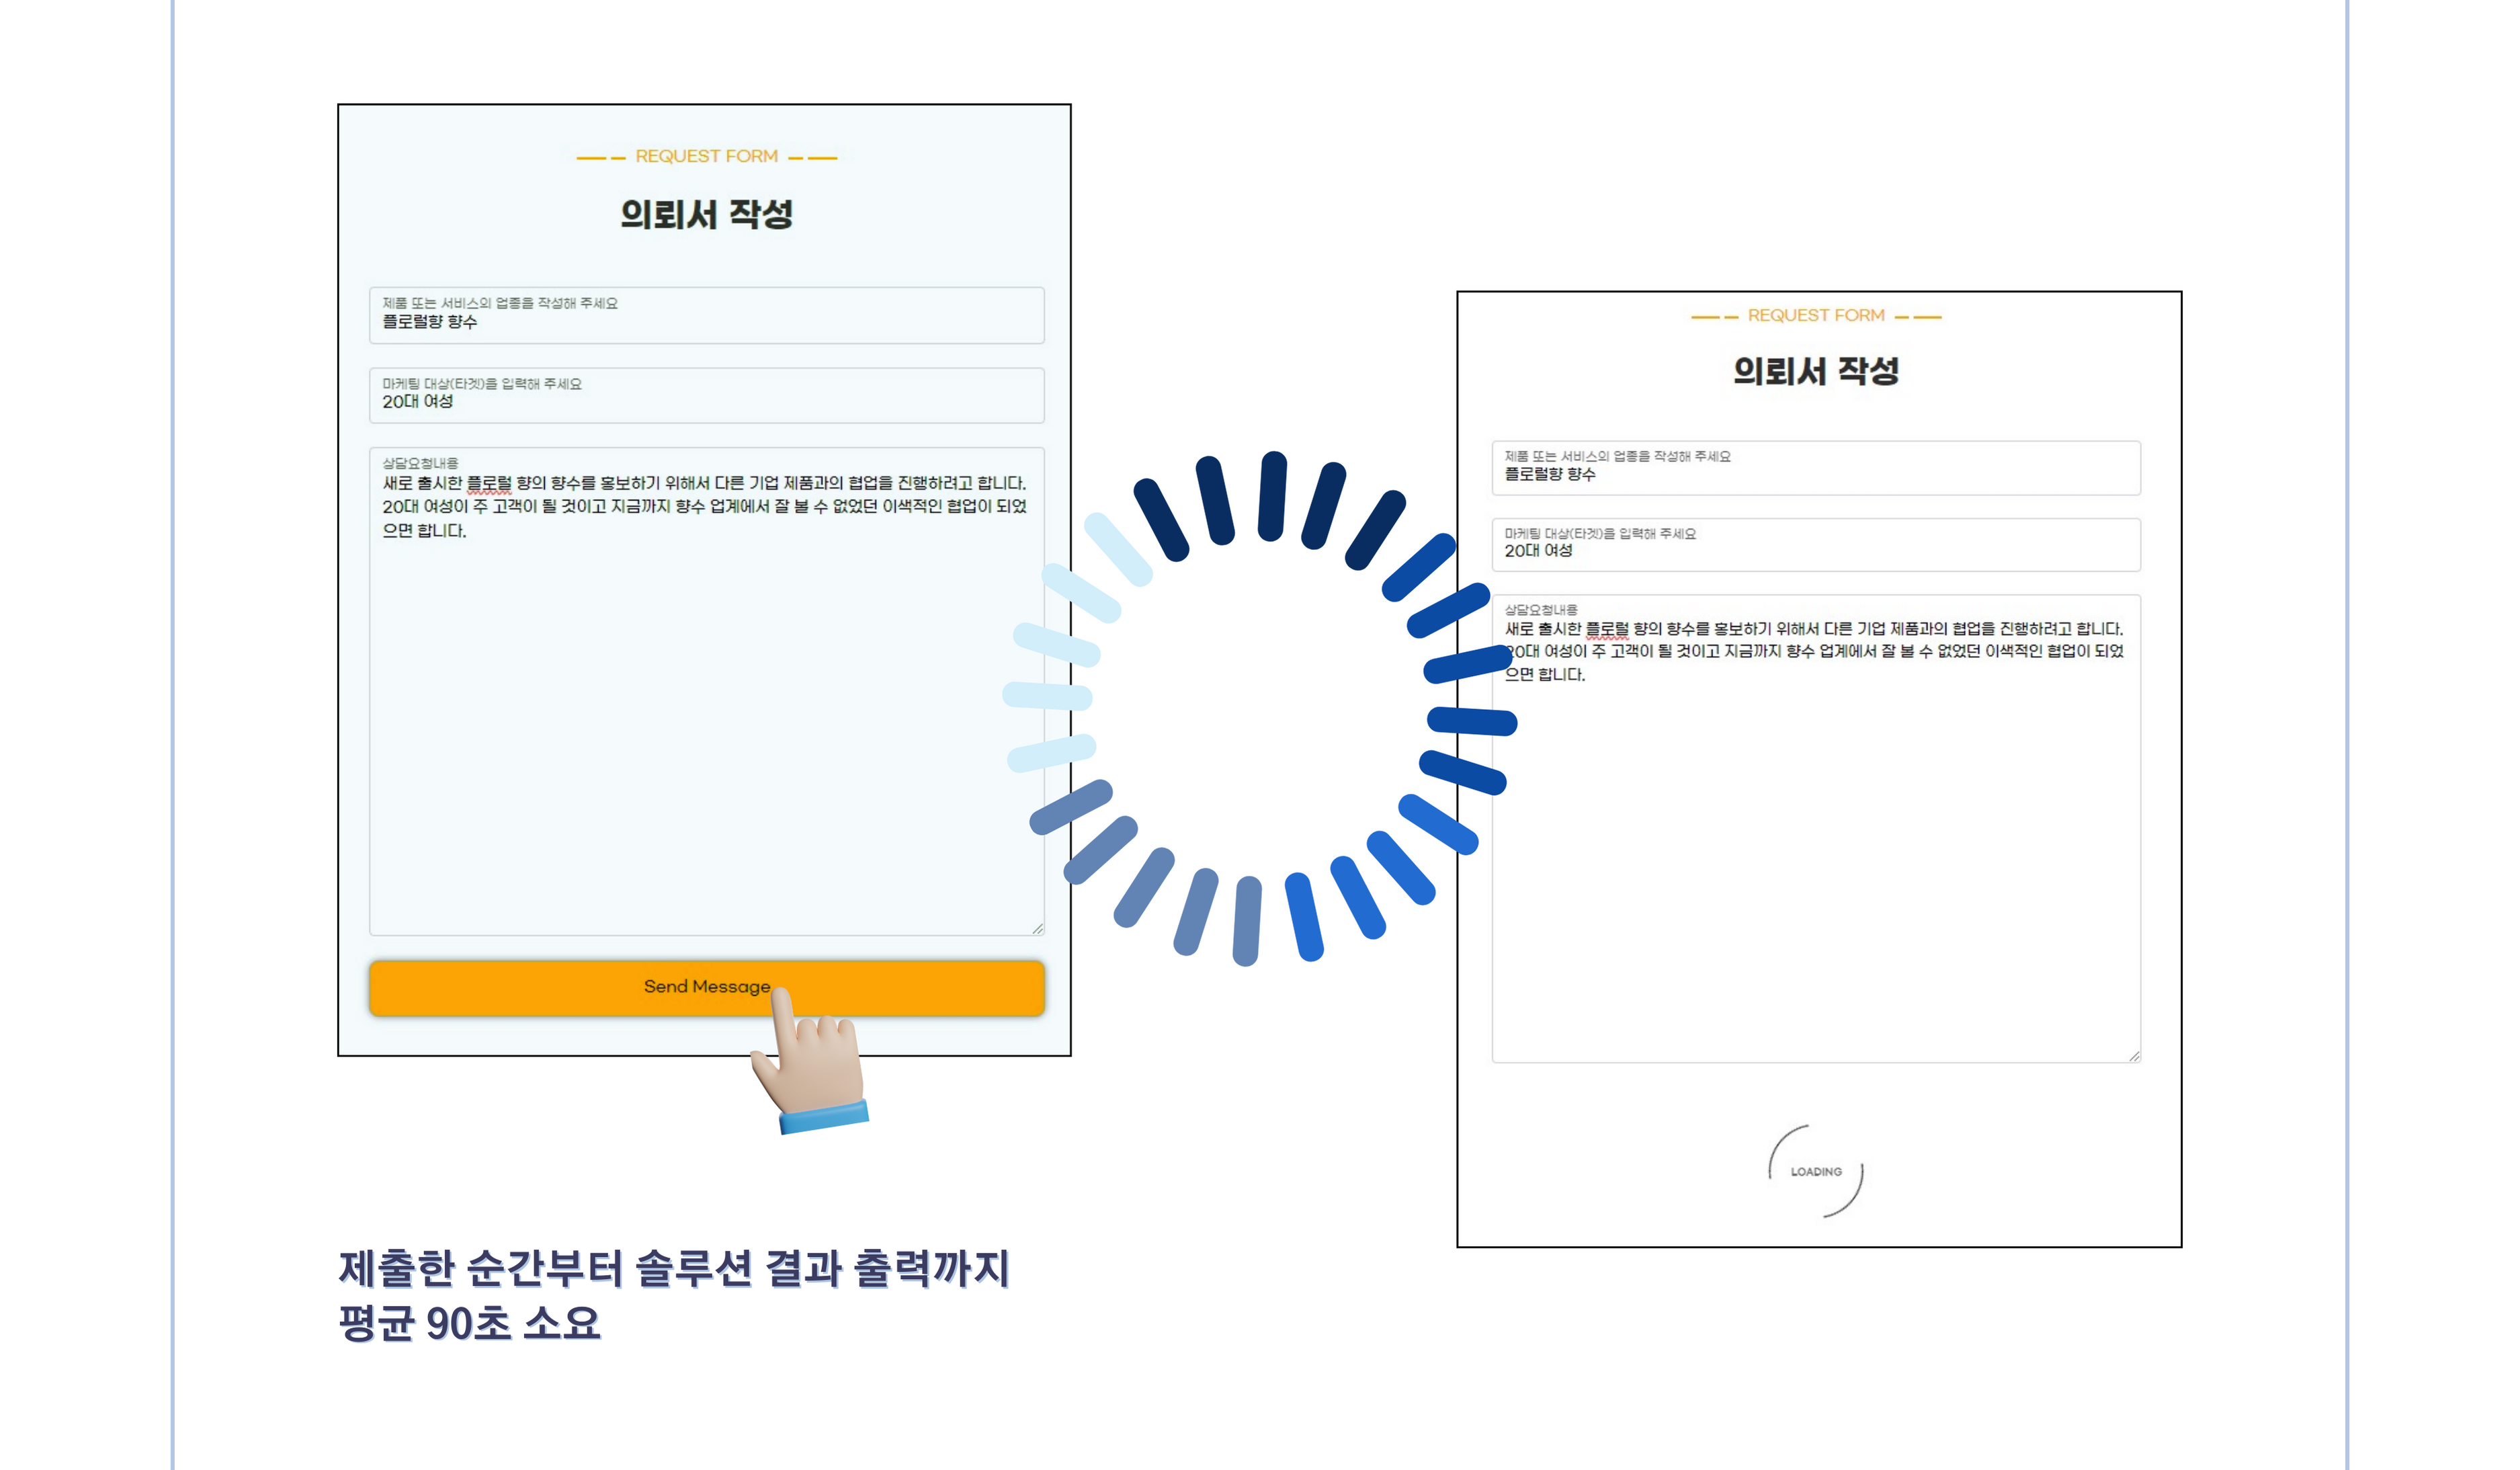 REQUEST FORM
의뢰서 작성
제품 또는 서비스의 업종을 작성해 주세요
플로럴향 향수
마케팅 대상(타겟)을 입력해 주세요
20대 여성
상담요청내용
새로 출시한 플로럴 향의 향수를 홍보하기 위해서 다른 기업 제품과의 협업을 진행하려고 합니다.
20대 여성이 주 고객이 될 것이고 지금까지 향수 업계에서 잘 볼 수 없었던 이색적인 협업이 되었
으면 합니다.
Send Message
제출한 순간부터 솔루션 결과 출력까지
평균 90초 소요
REQUEST FORM
의뢰서 작성
제품 또는 서비스의 업종을 작성해 주세요
플로럴향 향수
마케팅 대상(타겟)을 입력해 주세요
20대 여성
상담요청내용
새로 출시한 플로럴 향의 향수를 홍보하기 위해서 다른 기업 제품과의 협업을 진행하려고 합니다.
20대 여성이 주 고객이 될 것이고 지금까지 향수 업계에서 잘 볼 수 없었던 이색적인 협업이 되었
으면 합니다.
LOADING